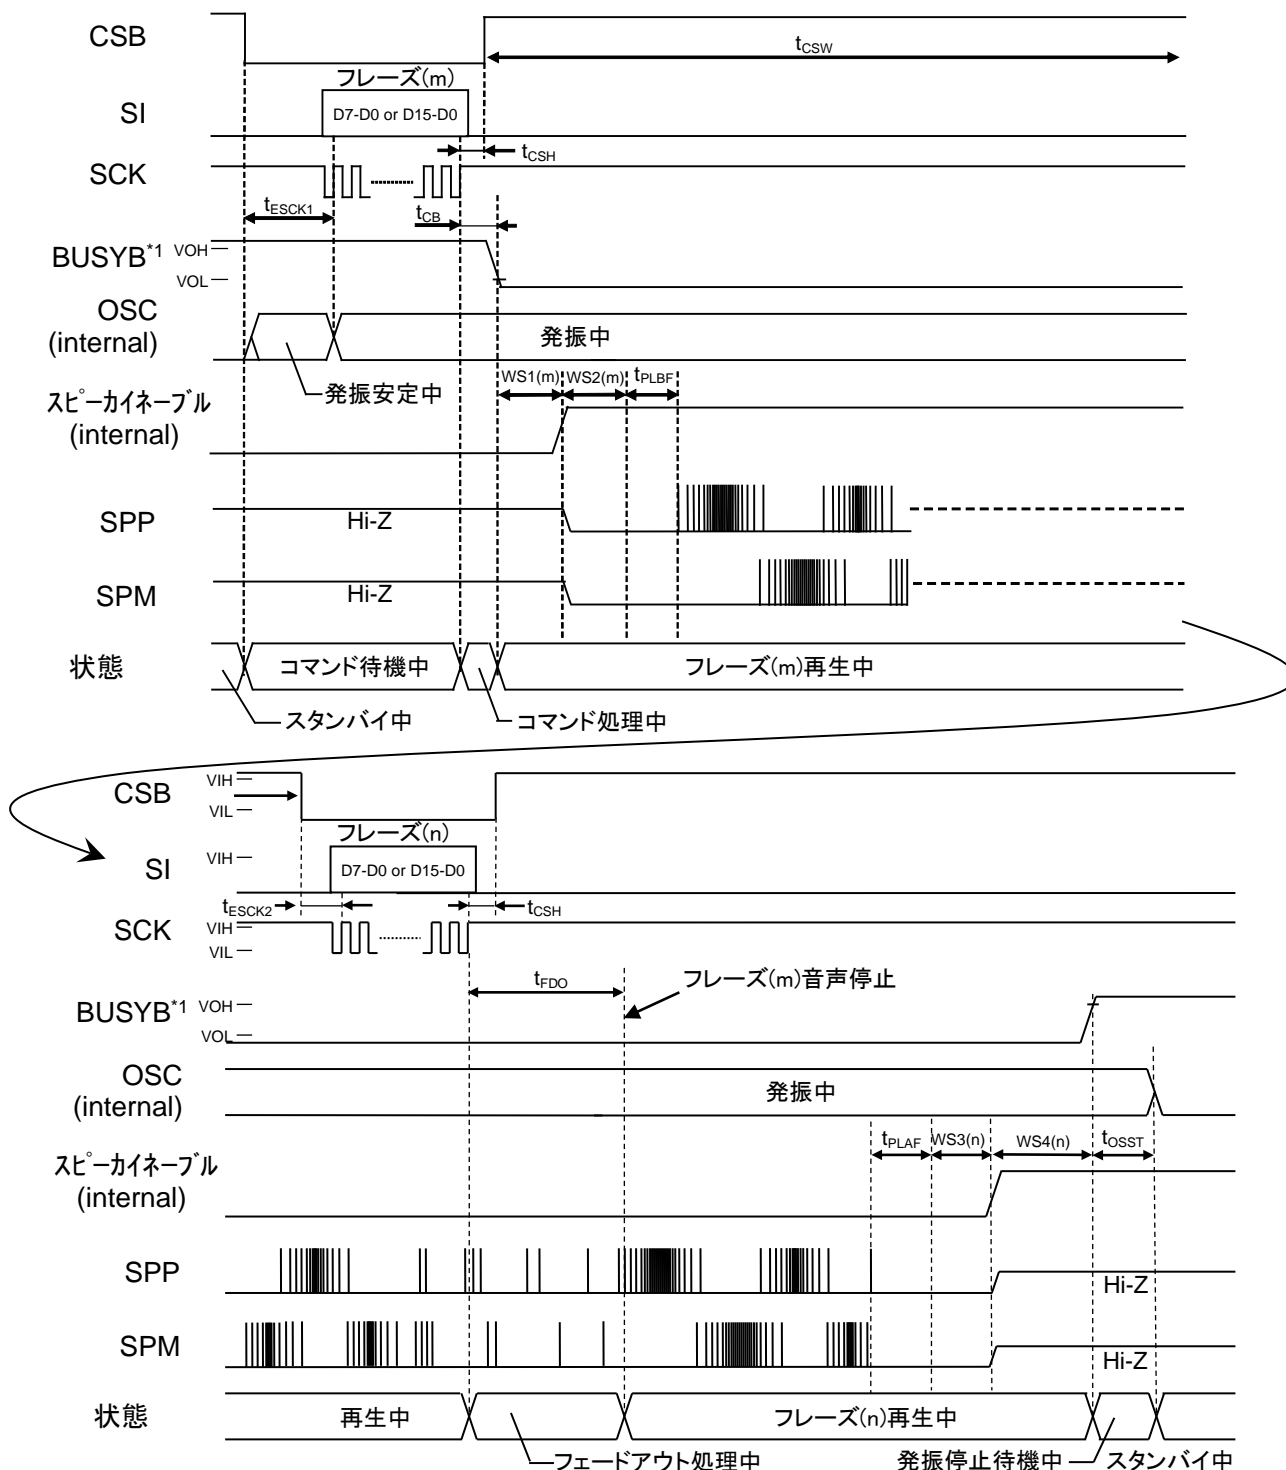 CSB
tCSW
フレーズ(m)
SI
D7-D0 or D15-D0
tCSH
SCK
tESCK1
tCB
BUSYB*1
VOH
VOL
OSC
(internal)
発振中
発振安定中
WS1(m)
WS2(m)
tPLBF
スピーカイネーブル
(internal)
SPP
Hi-Z
SPM
Hi-Z
状態
コマンド待機中
フレーズ(m)再生中
スタンバイ中
コマンド処理中
CSB
VIH
VIL
フレーズ(n)
SI
VIH
D7-D0 or D15-D0
tESCK2
tCSH
SCK
VIH
VIL
tFDO
フレーズ(m)音声停止
BUSYB*1
VOH
VOL
OSC
(internal)
発振中
tPLAF
WS3(n)
WS4(n)
tOSST
スピーカイネーブル
(internal)
SPP
Hi-Z
SPM
Hi-Z
状態
再生中
フレーズ(n)再生中
フェードアウト処理中
発振停止待機中
スタンバイ中